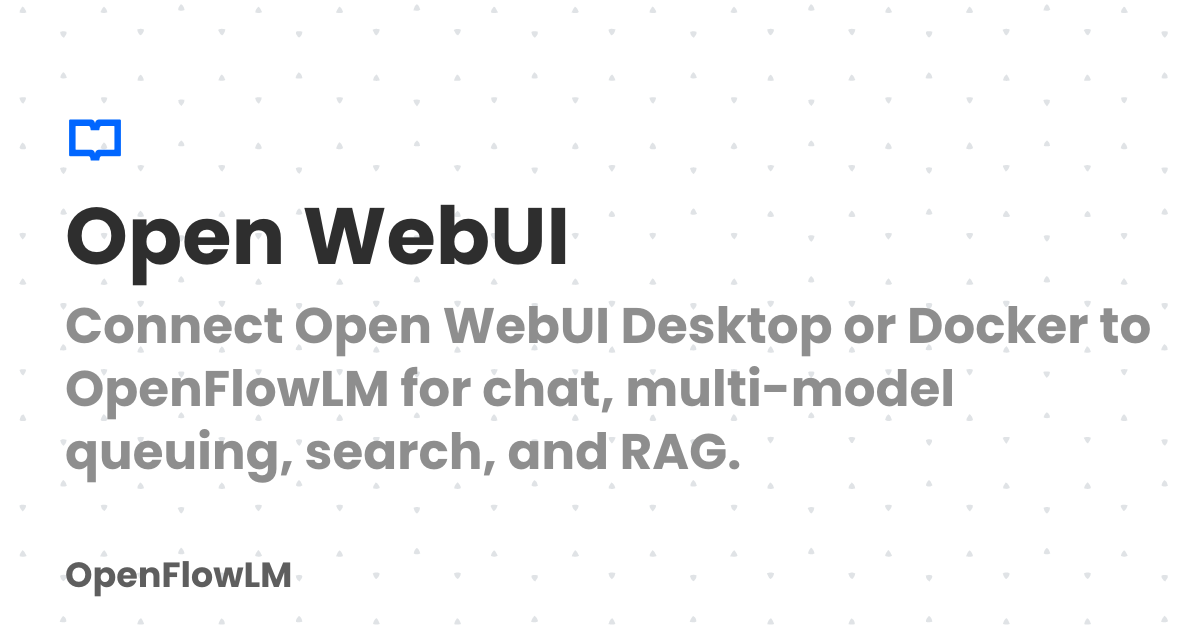 Open WebUI
Connect Open WebUI Desktop or Docker to
OpenFlowLM for chat, multi-model
queuing, search, and RAG.
OpenFlowLM